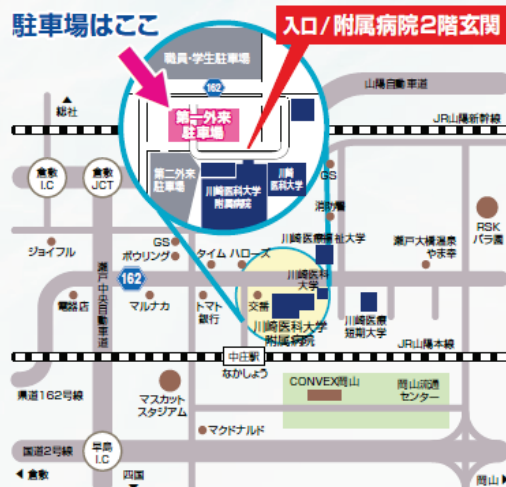 駐車場はここ
入口/附属病院2階玄関
職員・学生駐車場
162
第一外来
駐車場
第二外来
駐車場
川崎医科大学
附属病院
川崎
医科大学
山陽自動車道
JR山陽新幹線
総社
倉敷
I.C
倉敷
JCT
GS
消防署
川崎医療福祉大学
瀬戸大橋温泉
やま幸
RSK
バラ園
ジョイフル
GS
ボウリング
タイム
ハローズ
川崎医科
大学
瀬戸中央自動車道
162
電器店
マルナカ
トマト
銀行
交番
川崎医科大学
附属病院
川崎医療
短期大学
JR山陽本線
中庄駅
なかしょう
県道162号線
マスカット
スタジアム
CONVEX岡山
岡山流通
センター
マクドナルド
国道2号線
早島
I.C
倉敷
四国
岡山